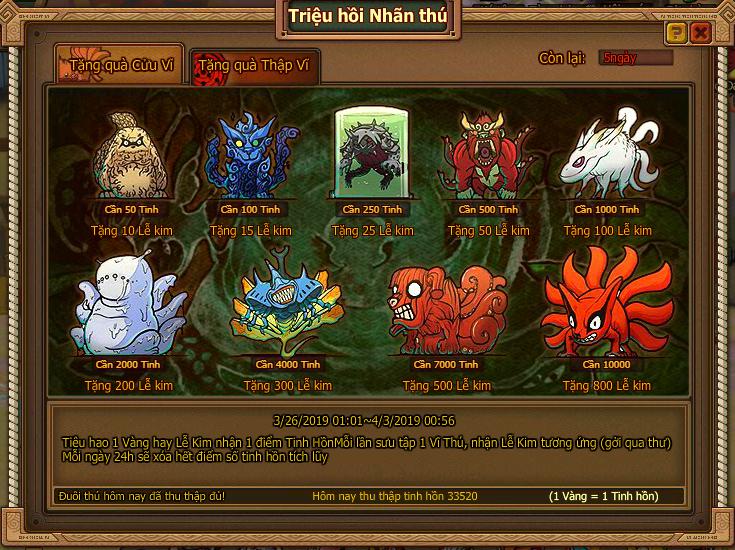 Triệu hồi Nhãn thú
Tặng quà Cửu Vĩ
Tặng quà Thập Vĩ
Còn lại: 5ngày
Cần 50 Tinh
Cần 100 Tinh
Cần 250 Tinh
Cần 500 Tinh
Cần 1000 Tinh
Tặng 10 Lễ kim
Tặng 15 Lễ kim
Tặng 25 Lễ kim
Tặng 50 Lễ kim
Tặng 100 Lễ kim
Cần 2000 Tinh
Cần 4000 Tinh
Cần 7000 Tinh
Cần 10000
Tặng 200 Lễ kim
Tặng 300 Lễ kim
Tặng 500 Lễ kim
Tặng 800 Lễ kim
3/26/2019 01:01~4/3/2019 00:56
Tiêu hao 1 Vàng hay Lễ Kim nhận 1 điểm Tinh HồnMỗi lần sưu tập 1 Vĩ Thú, nhận Lễ Kim tương ứng (gởi qua thư)
Mỗi ngày 24h sẽ xóa hết điểm số tinh hồn tích lũy
Đuôi thú hôm nay đã thu thập đủ!
Hôm nay thu thập tinh hồn 33520
(1 Vàng = 1 Tinh hồn)